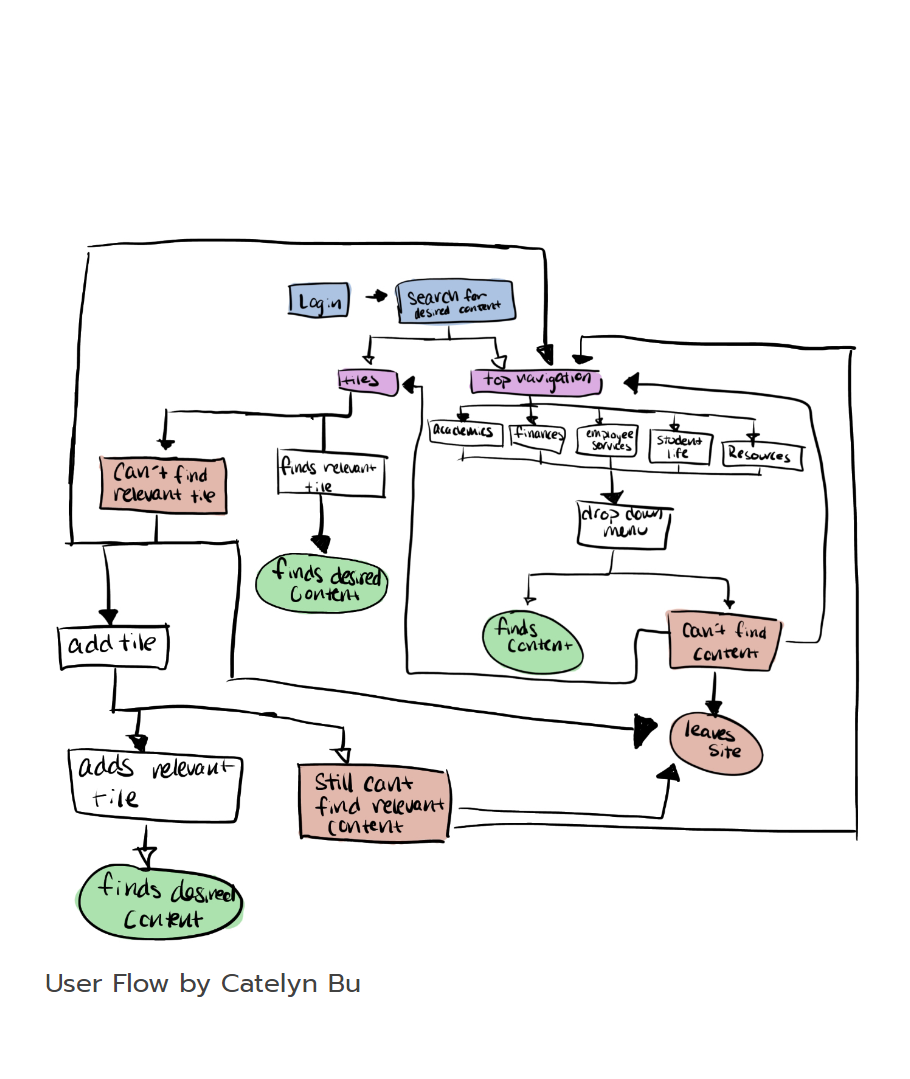 Login
search for
desired content
tiles
top navigation
academics
finances
employee
services
student
life
Resources
Can't find
relevant tile
finds relevant
tile
drop down
menu
finds desired
content
finds
content
can't find
content
add tile
leaves
site
adds relevant
tile
Still can't
find relevant
content
finds desired
content
User Flow by Catelyn Bu